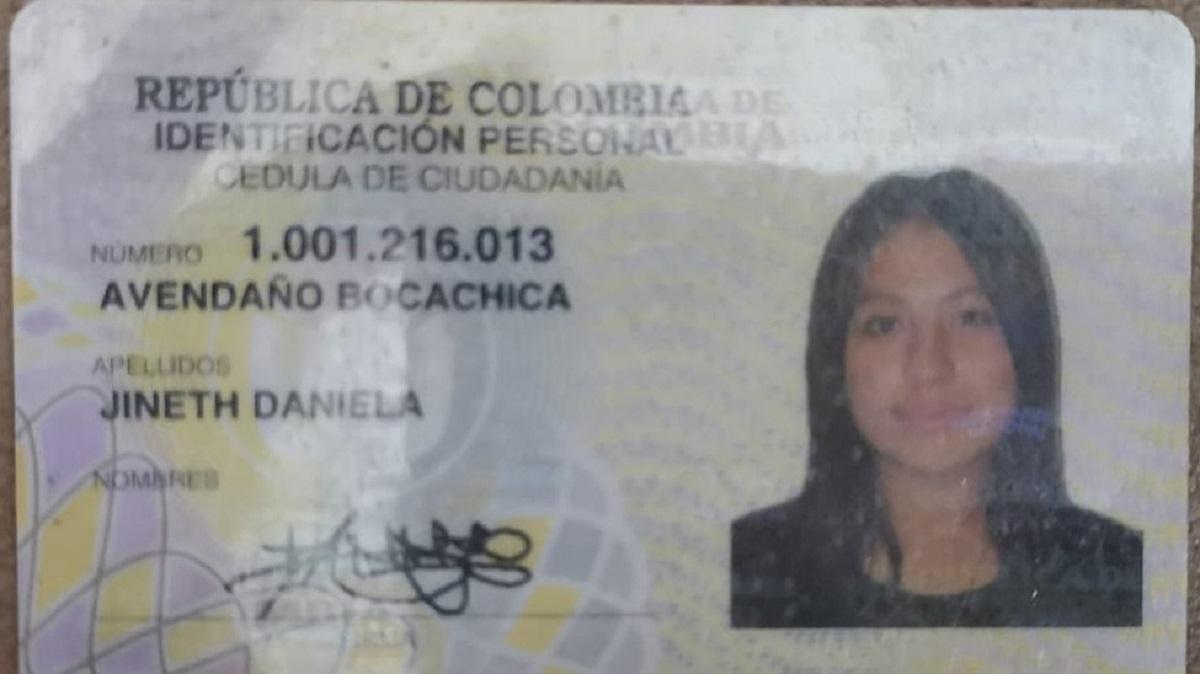 REPÚBLICA DE COLOMBIA
IDENTIFICACIÓN PERSONAL
CEDULA DE CIUDADANÍA
NÚMERO 1.001.216.013
AVENDAÑO BOCACHICA
APELLIDOS
JINETH DANIELA
NOMBRES